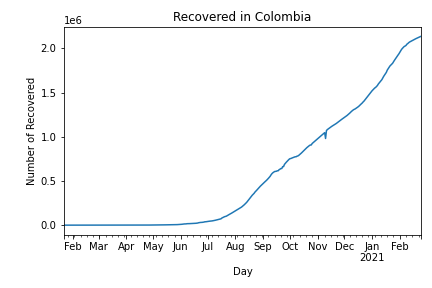 Recovered in Colombia
1e6
2.0
1.5
1.0
0.5
0.0
Number of Recovered
Feb Mar Apr May Jun Jul Aug Sep Oct Nov Dec Jan Feb
2021
Day